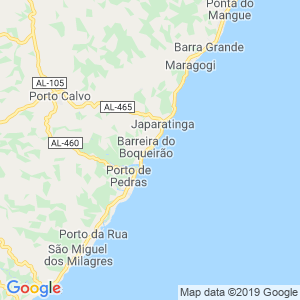 Ponta do
Mangue
Barra Grande
Maragogi
AL-105
Porto Calvo
AL-465
Japaratinga
Barreira do
Boqueirão
AL-460
Porto de
Pedras
Porto da Rua
São Miguel
dos Milagres
Google
Map data ©2019 Google